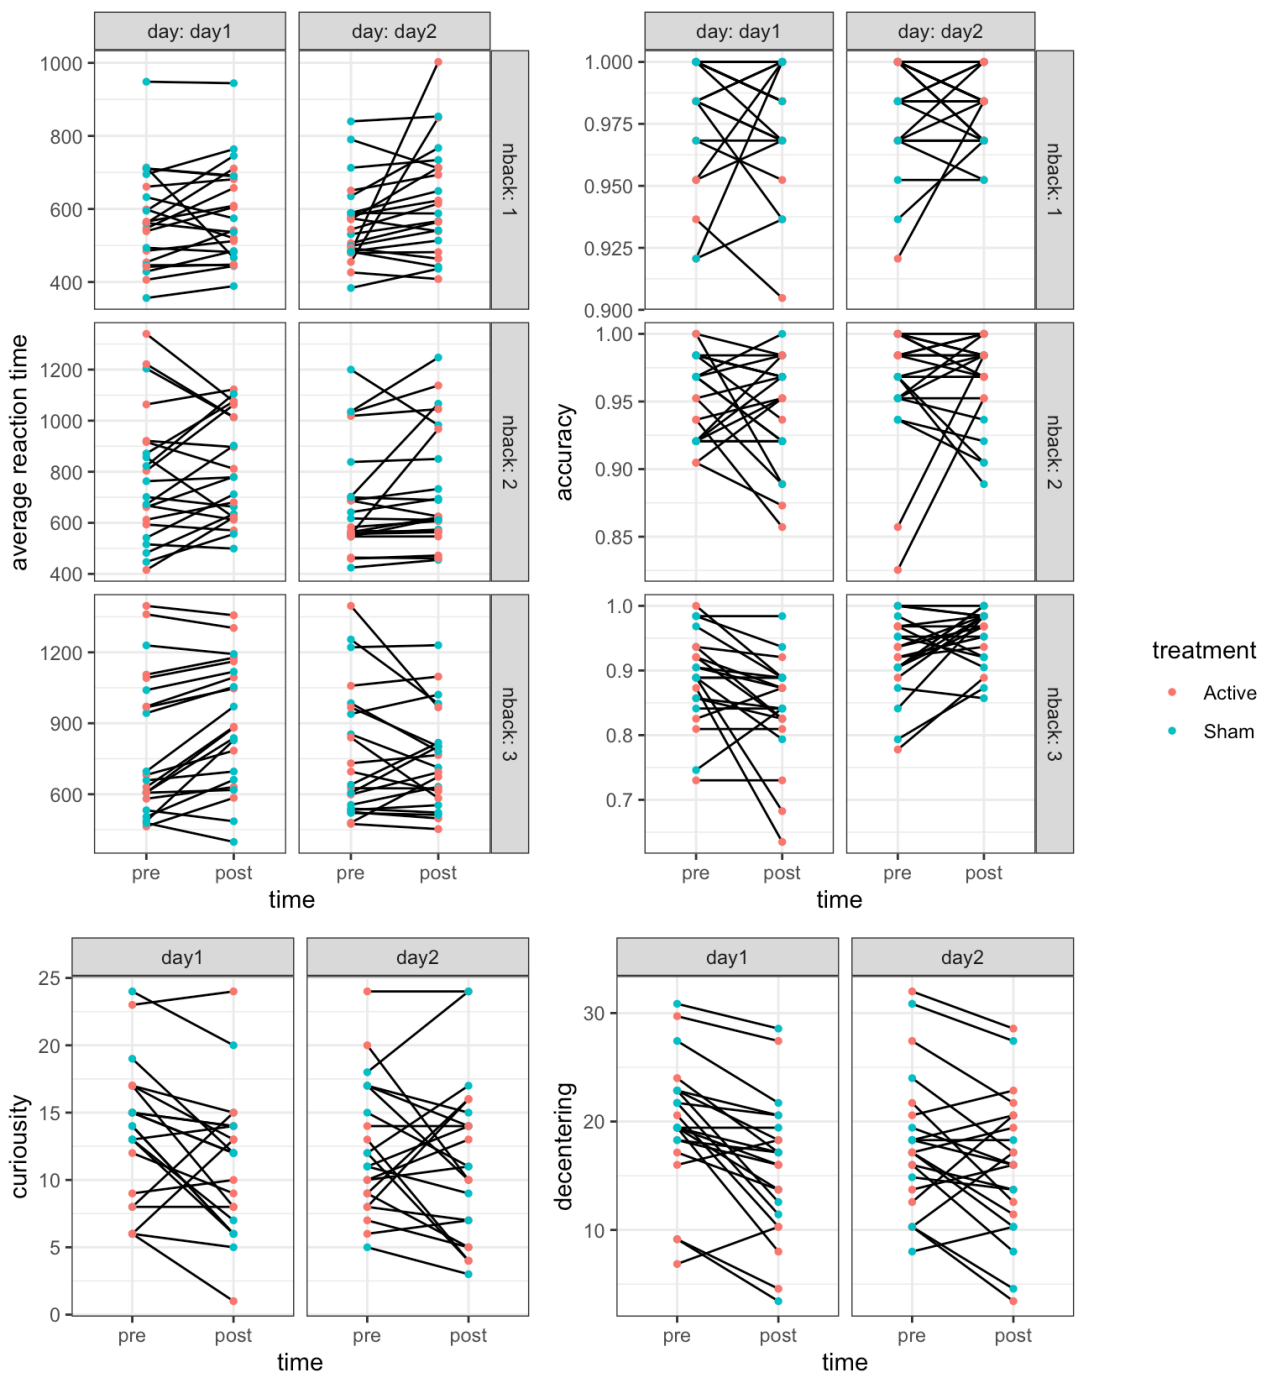 day: day1
day: day2
1000
800
600
400
nback: 1
1200
1000
800
600
400
nback: 2
1200
900
600
nback: 3
average reaction time
pre
post
pre
post
time
day: day1
day: day2
1.000
0.975
0.950
0.925
0.900
nback: 1
1.00
0.95
0.90
0.85
nback: 2
1.0
0.9
0.8
0.7
nback: 3
accuracy
pre
post
pre
post
time
treatment
Active
Sham
day1
day2
25
20
15
10
5
0
curiousity
pre
post
pre
post
time
day1
day2
30
20
10
decentering
pre
post
pre
post
time